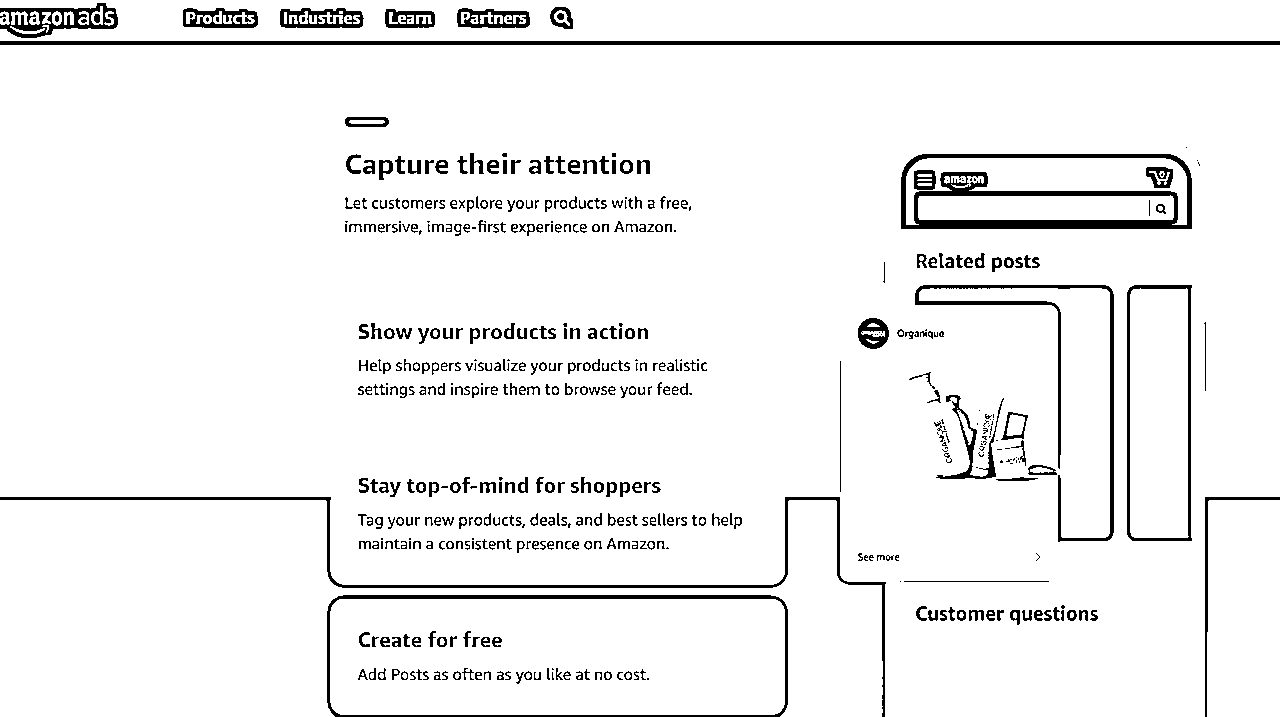 amazon ads
Products Industries Learn Partners
Capture their attention
Let customers explore your products with a free,
immersive, image-first experience on Amazon.
Show your products in action
Help shoppers visualize your products in realistic
settings and inspire them to browse your feed.
Stay top-of-mind for shoppers
Tag your new products, deals, and best sellers to help
maintain a consistent presence on Amazon.
Create for free
Add Posts as often as you like at no cost.
amazon
Related posts
Organique
ORGANIQUE
ORGANIQUE
See more
Customer questions